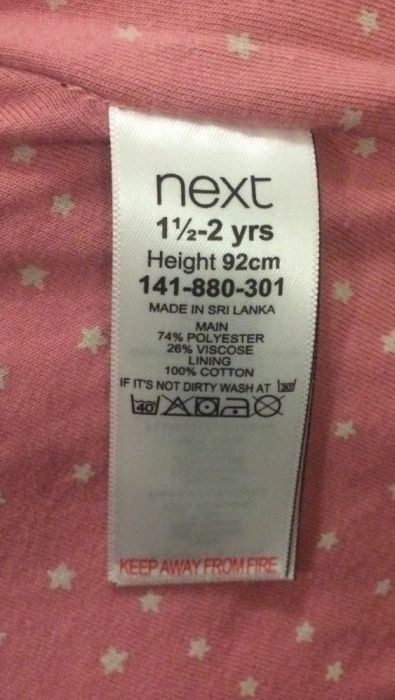 next
1½-2 yrs
Height 92cm
141-880-301
MADE IN SRI LANKA
MAIN
74% POLYESTER
26% VISCOSE
LINING
100% COTTON
IF IT'S NOT DIRTY WASH AT 30
40
KEEP AWAY FROM FIRE